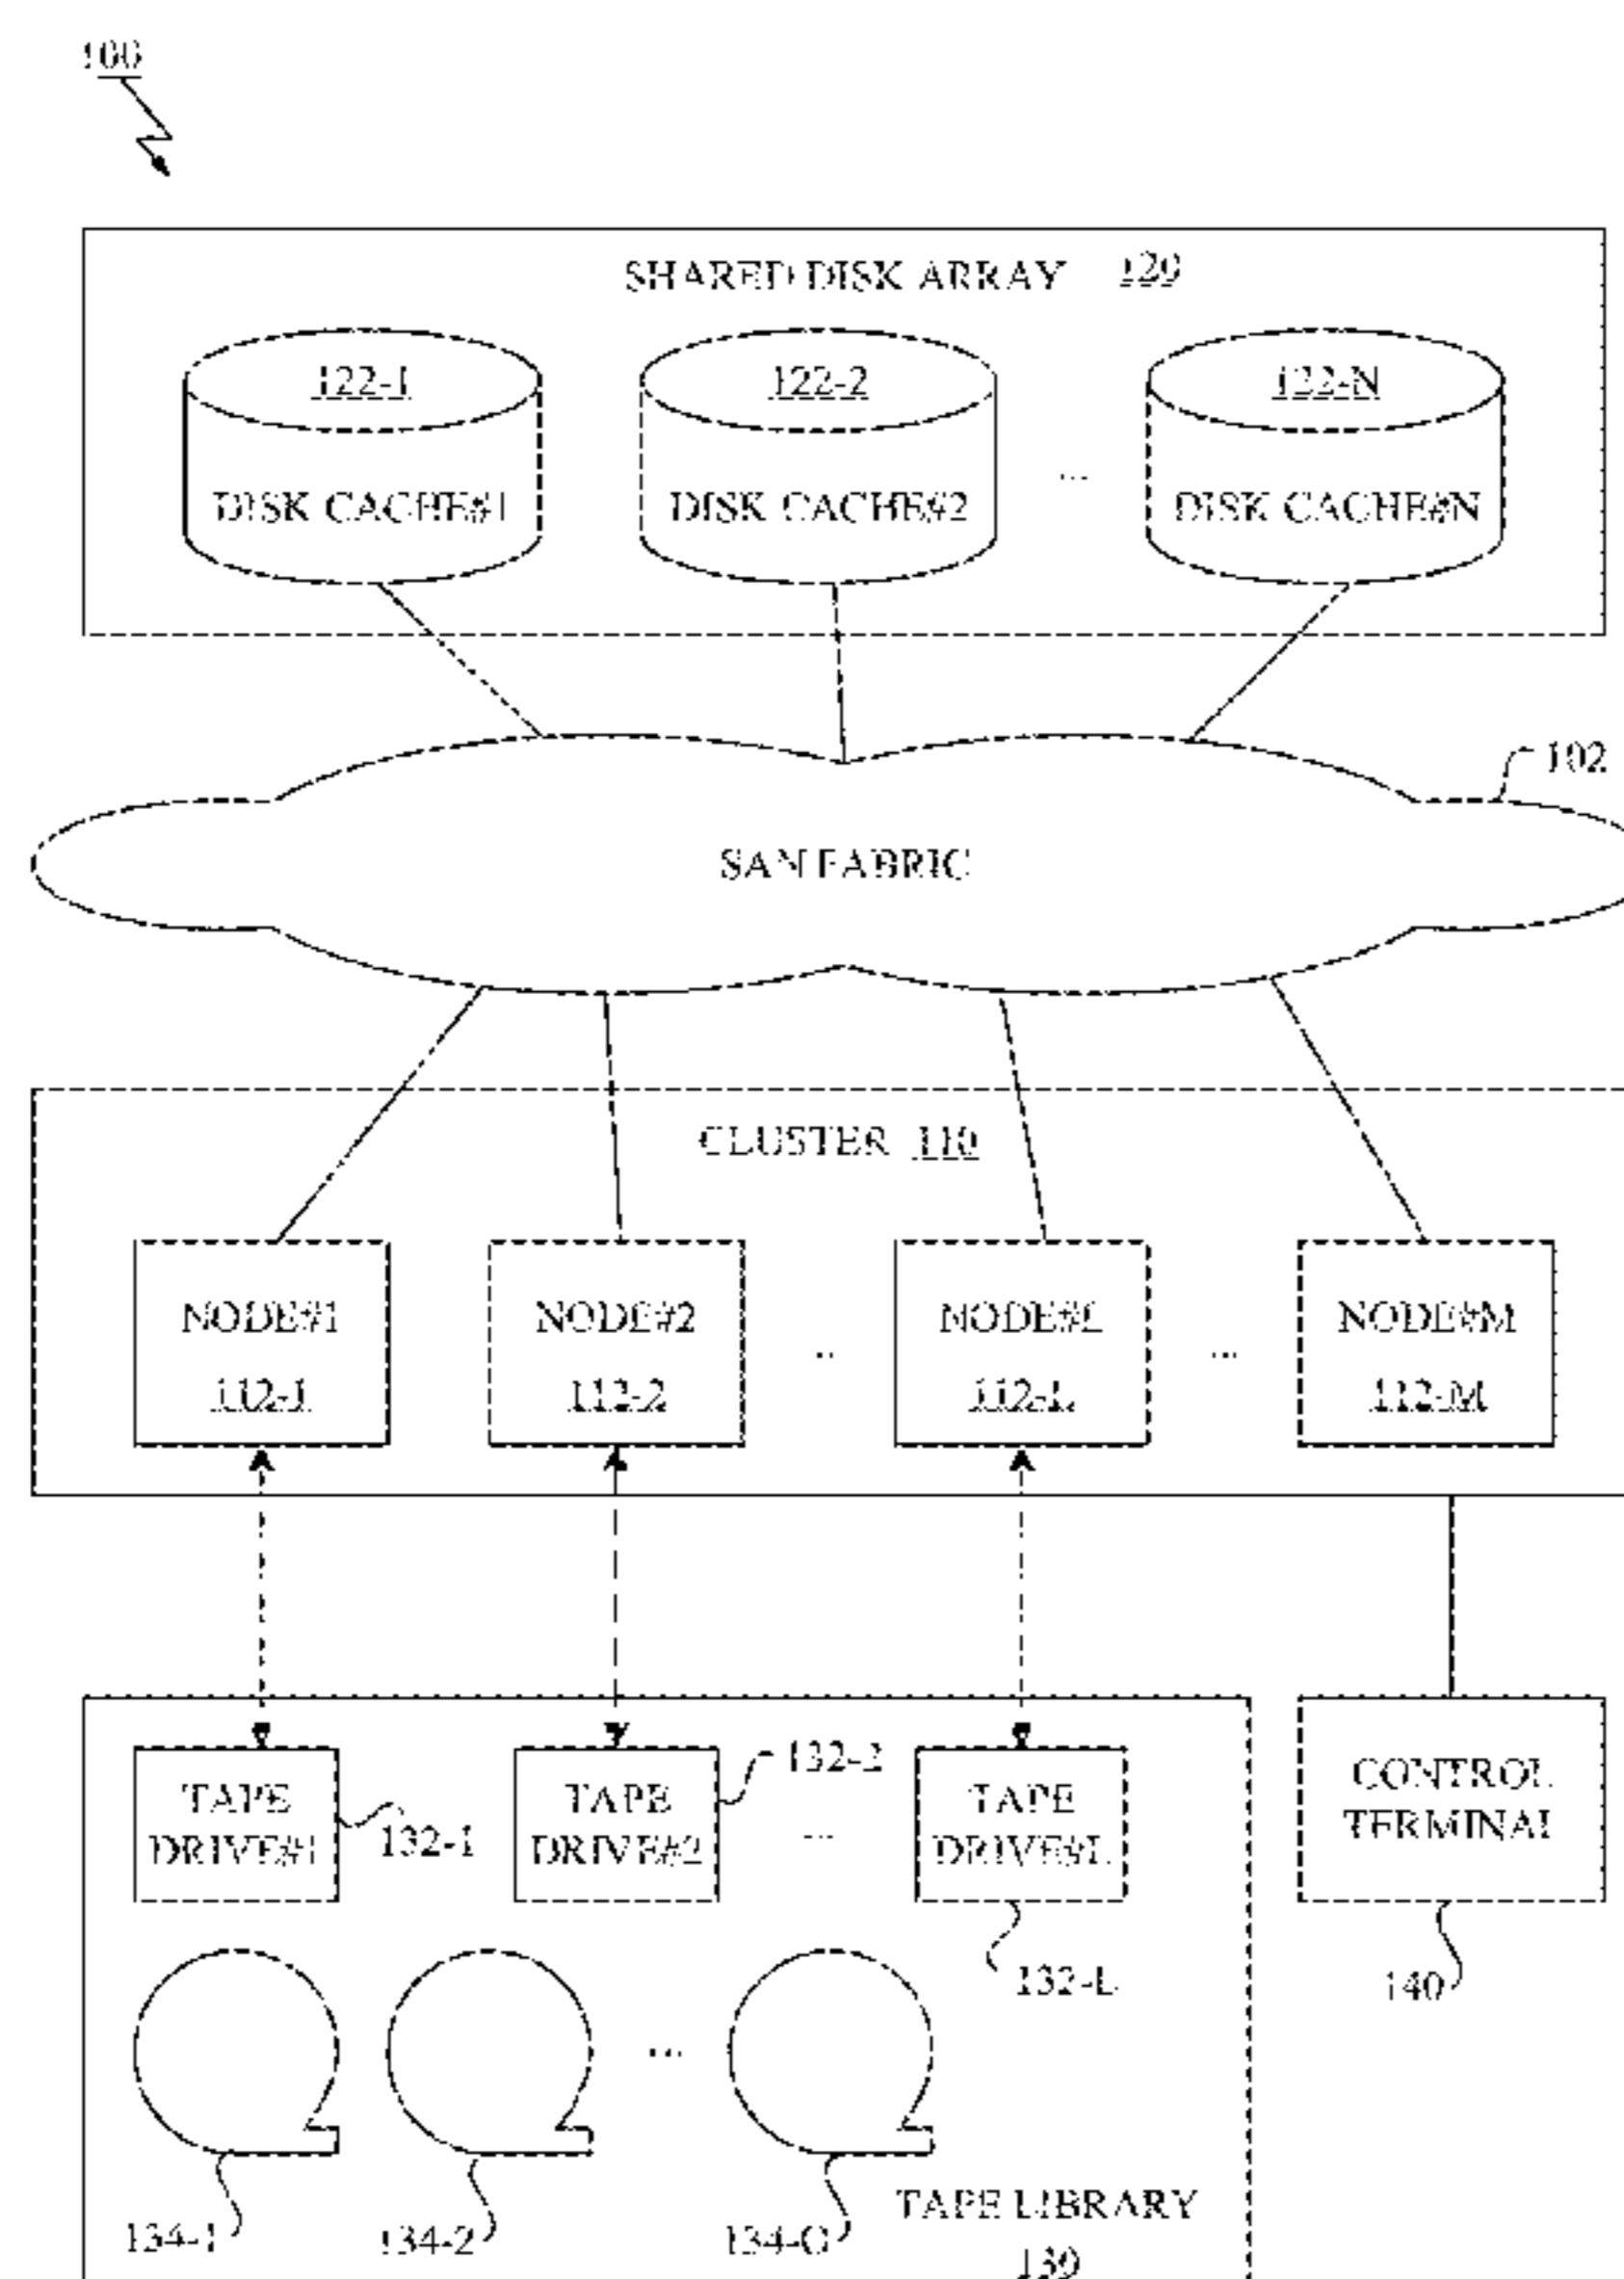 100
SHARED DISK ARRAY 120
122-1
122-2
122-N
DISK CACHE#1
DISK CACHE#2
...
DISK CACHE#N
102
SAN FABRIC
CLUSTER 110
NODE#1
112-1
NODE#2
112-2
...
NODE#L
112-L
...
NODE#M
112-M
TAPE
DRIVE#1
132-1
TAPE
DRIVE#2
132-2
...
TAPE
DRIVE#L
132-L
CONTROL
TERMINAL
140
...
134-1
134-2
134-O
TAPE LIBRARY
130